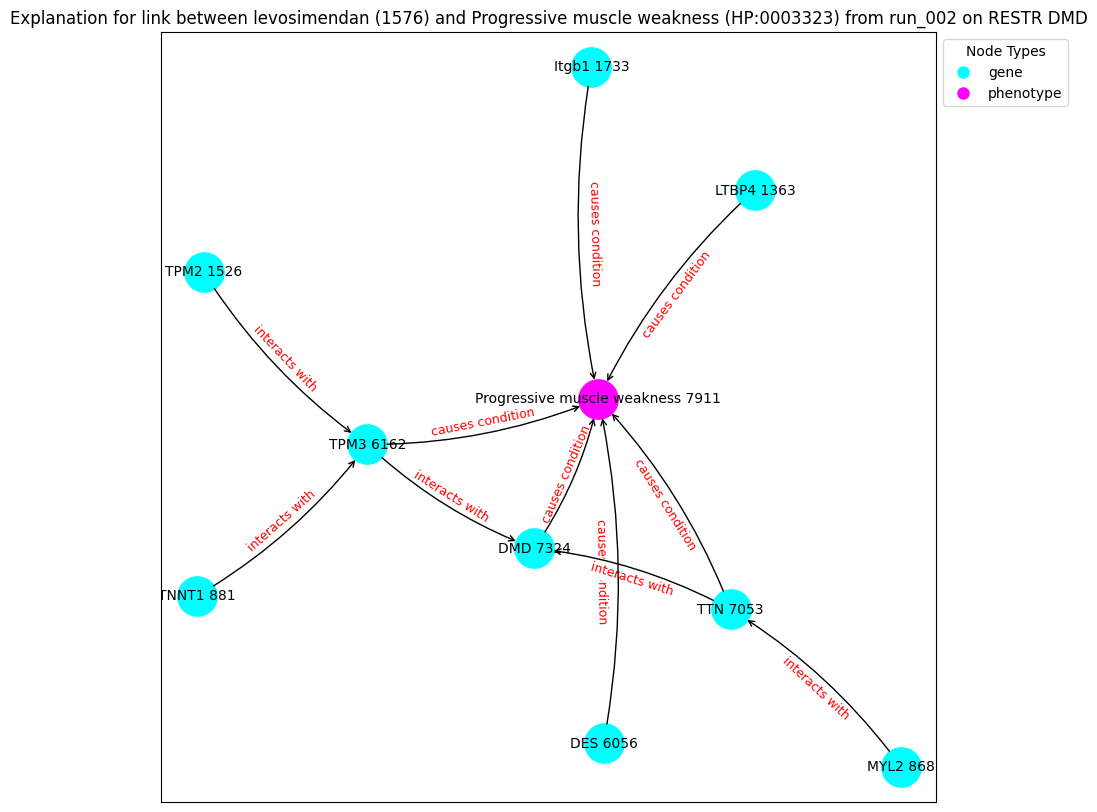 Explanation for link between levosimendan (1576) and Progressive muscle weakness (HP:0003323) from run_002 on RESTR DMD
Node Types
gene
phenotype
Itgb1 1733
causes condition
LTBP4 1363
causes condition
TPM2 1526
interacts with
Progressive muscle weakness 7911
causes condition
TPM3 6162
interacts with
causes condition
causes condition
interacts with
DMD 7324
interacts with
TNNT1 881
TTN 7053
interacts with
DES 6056
MYL2 868